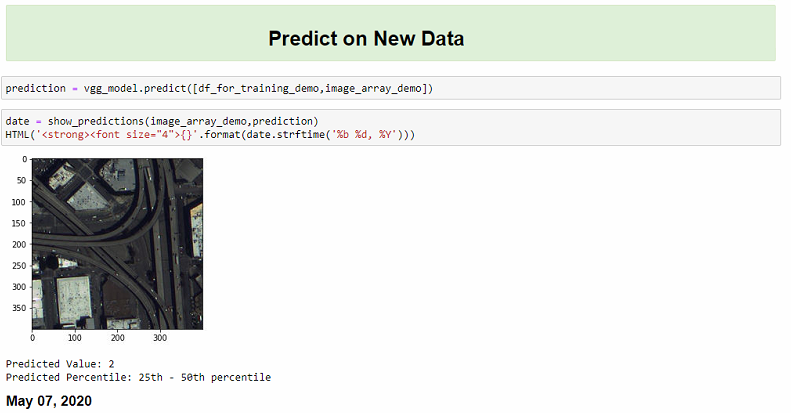 Predict on New Data
prediction = vgg_model.predict([df_for_training_demo,image_array_demo])
date = show_predictions(image_array_demo,prediction)
HTML('<strong><font size="4">{}'.format(date.strftime('%b %d, %Y')))
0
50
100
150
200
250
300
350
0 100 200 300
Predicted Value: 2
Predicted Percentile: 25th - 50th percentile
May 07, 2020